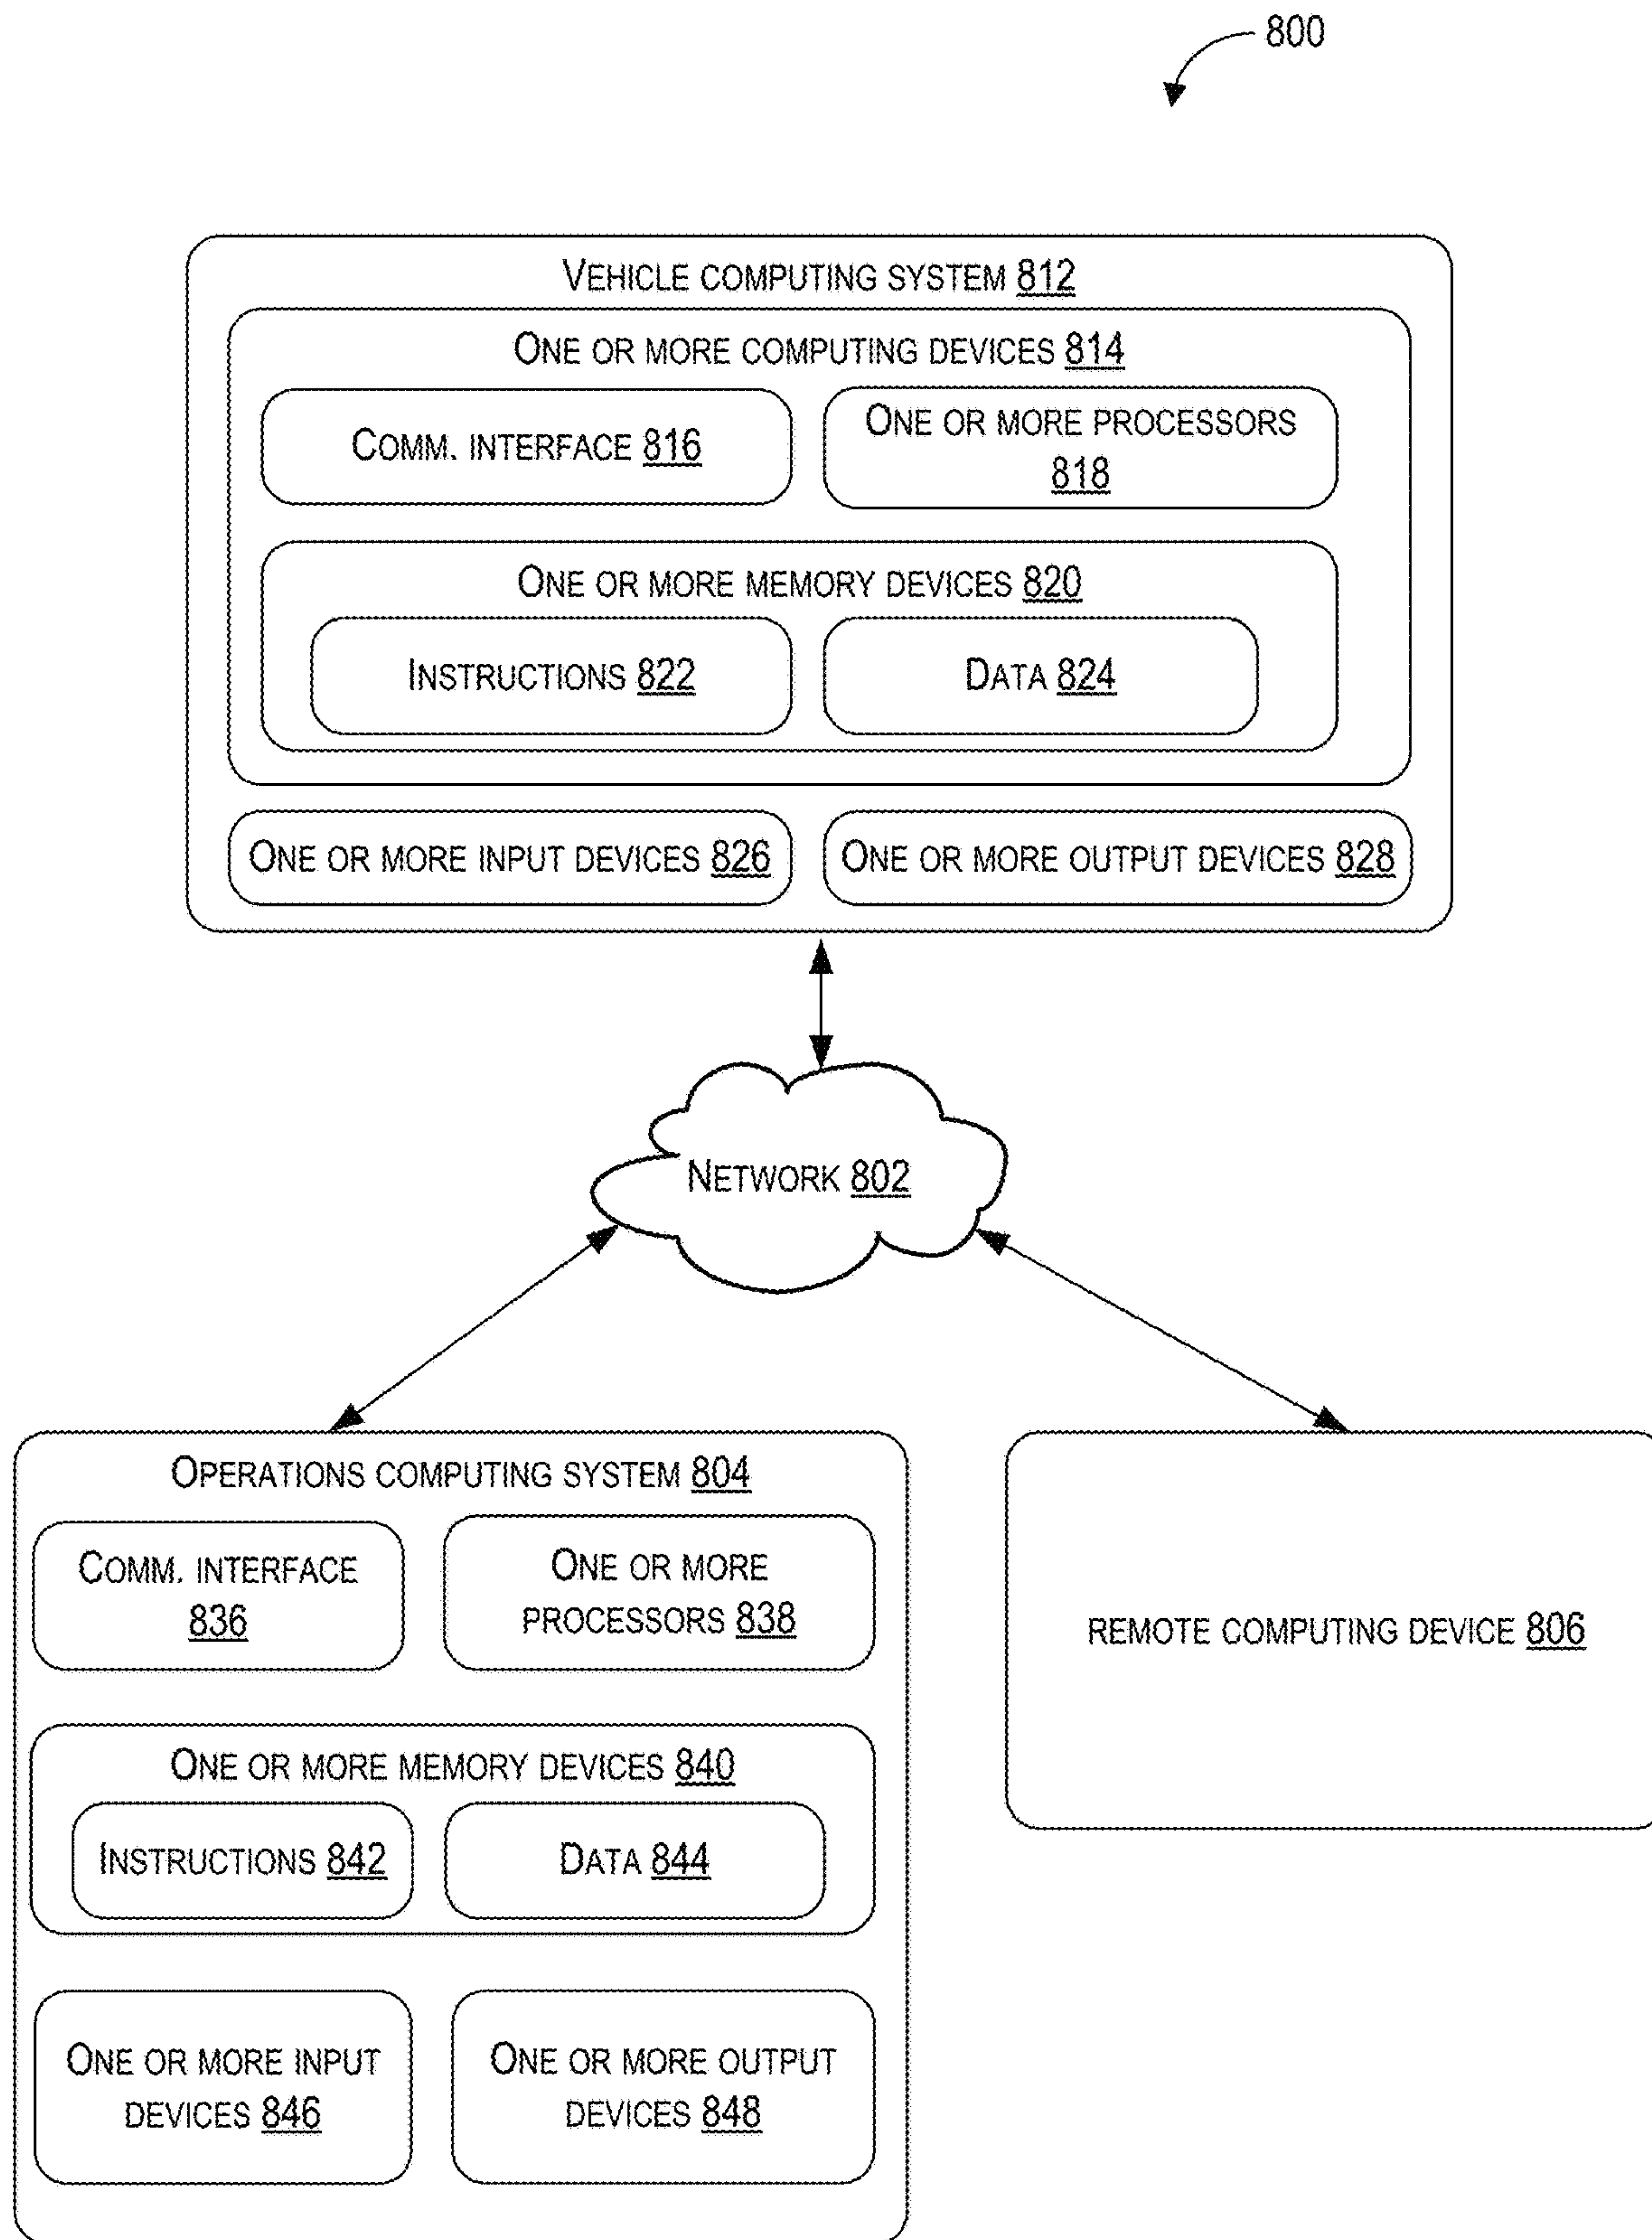 800
VEHICLE COMPUTING SYSTEM 812
ONE OR MORE COMPUTING DEVICES 814
COMM. INTERFACE 816
ONE OR MORE PROCESSORS
818
ONE OR MORE MEMORY DEVICES 820
INSTRUCTIONS 822
DATA 824
ONE OR MORE INPUT DEVICES 826
ONE OR MORE OUTPUT DEVICES 828
NETWORK 802
OPERATIONS COMPUTING SYSTEM 804
COMM. INTERFACE
836
ONE OR MORE
PROCESSORS 838
ONE OR MORE MEMORY DEVICES 840
INSTRUCTIONS 842
DATA 844
ONE OR MORE INPUT
DEVICES 846
ONE OR MORE OUTPUT
DEVICES 848
REMOTE COMPUTING DEVICE 806